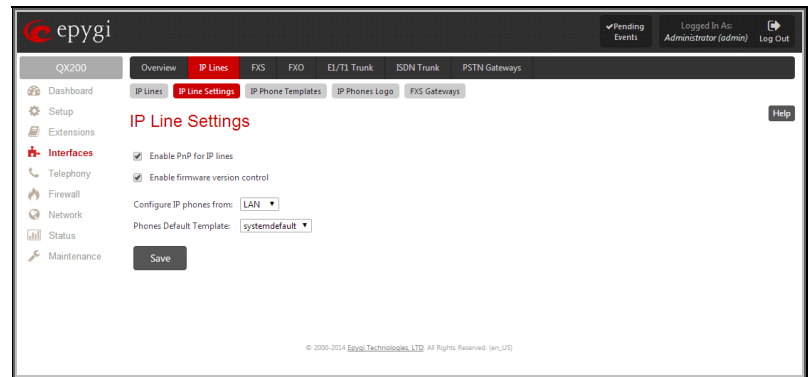 epygi
✔Pending Events
Logged In As:
Administrator (admin)
Log Out
QX200
Overview IP Lines FXS FXO E1/T1 Trunk ISDN Trunk PSTN Gateways
Dashboard
Setup
Extensions
Interfaces
Telephony
Firewall
Network
Status
Maintenance
IP Lines IP Line Settings IP Phone Templates IP Phones Logo FXS Gateways
Help
IP Line Settings
Enable PnP for IP lines
Enable firmware version control
Configure IP phones from: LAN
Phones Default Template: systemdefault
Save
© 2000-2014 Epygi Technologies, LTD. All Rights Reserved. (en_US)